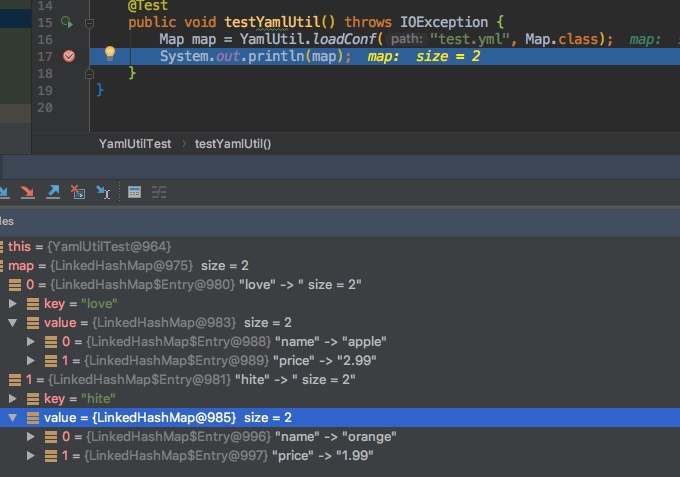 14 @Test
15 public void testYamlUtil() throws IOException {
16 Map map = YamlUtil.loadConf( path: "test.yml", Map.class); map:
17 System.out.println(map); map: size = 2
18 }
19 }
20
YamlUtilTest › testYamlUtil()
les
this = {YamlUtilTest@964}
map = {LinkedHashMap@975} size = 2
0 = {LinkedHashMap$Entry@980} "love" -> " size = 2"
key = "love"
value = {LinkedHashMap@983} size = 2
0 = {LinkedHashMap$Entry@988} "name" -> "apple"
1 = {LinkedHashMap$Entry@989} "price" -> "2.99"
1 = {LinkedHashMap$Entry@981} "hite" -> " size = 2"
key = "hite"
value = {LinkedHashMap@985} size = 2
0 = {LinkedHashMap$Entry@996} "name" -> "orange"
1 = {LinkedHashMap$Entry@997} "price" -> "1.99"